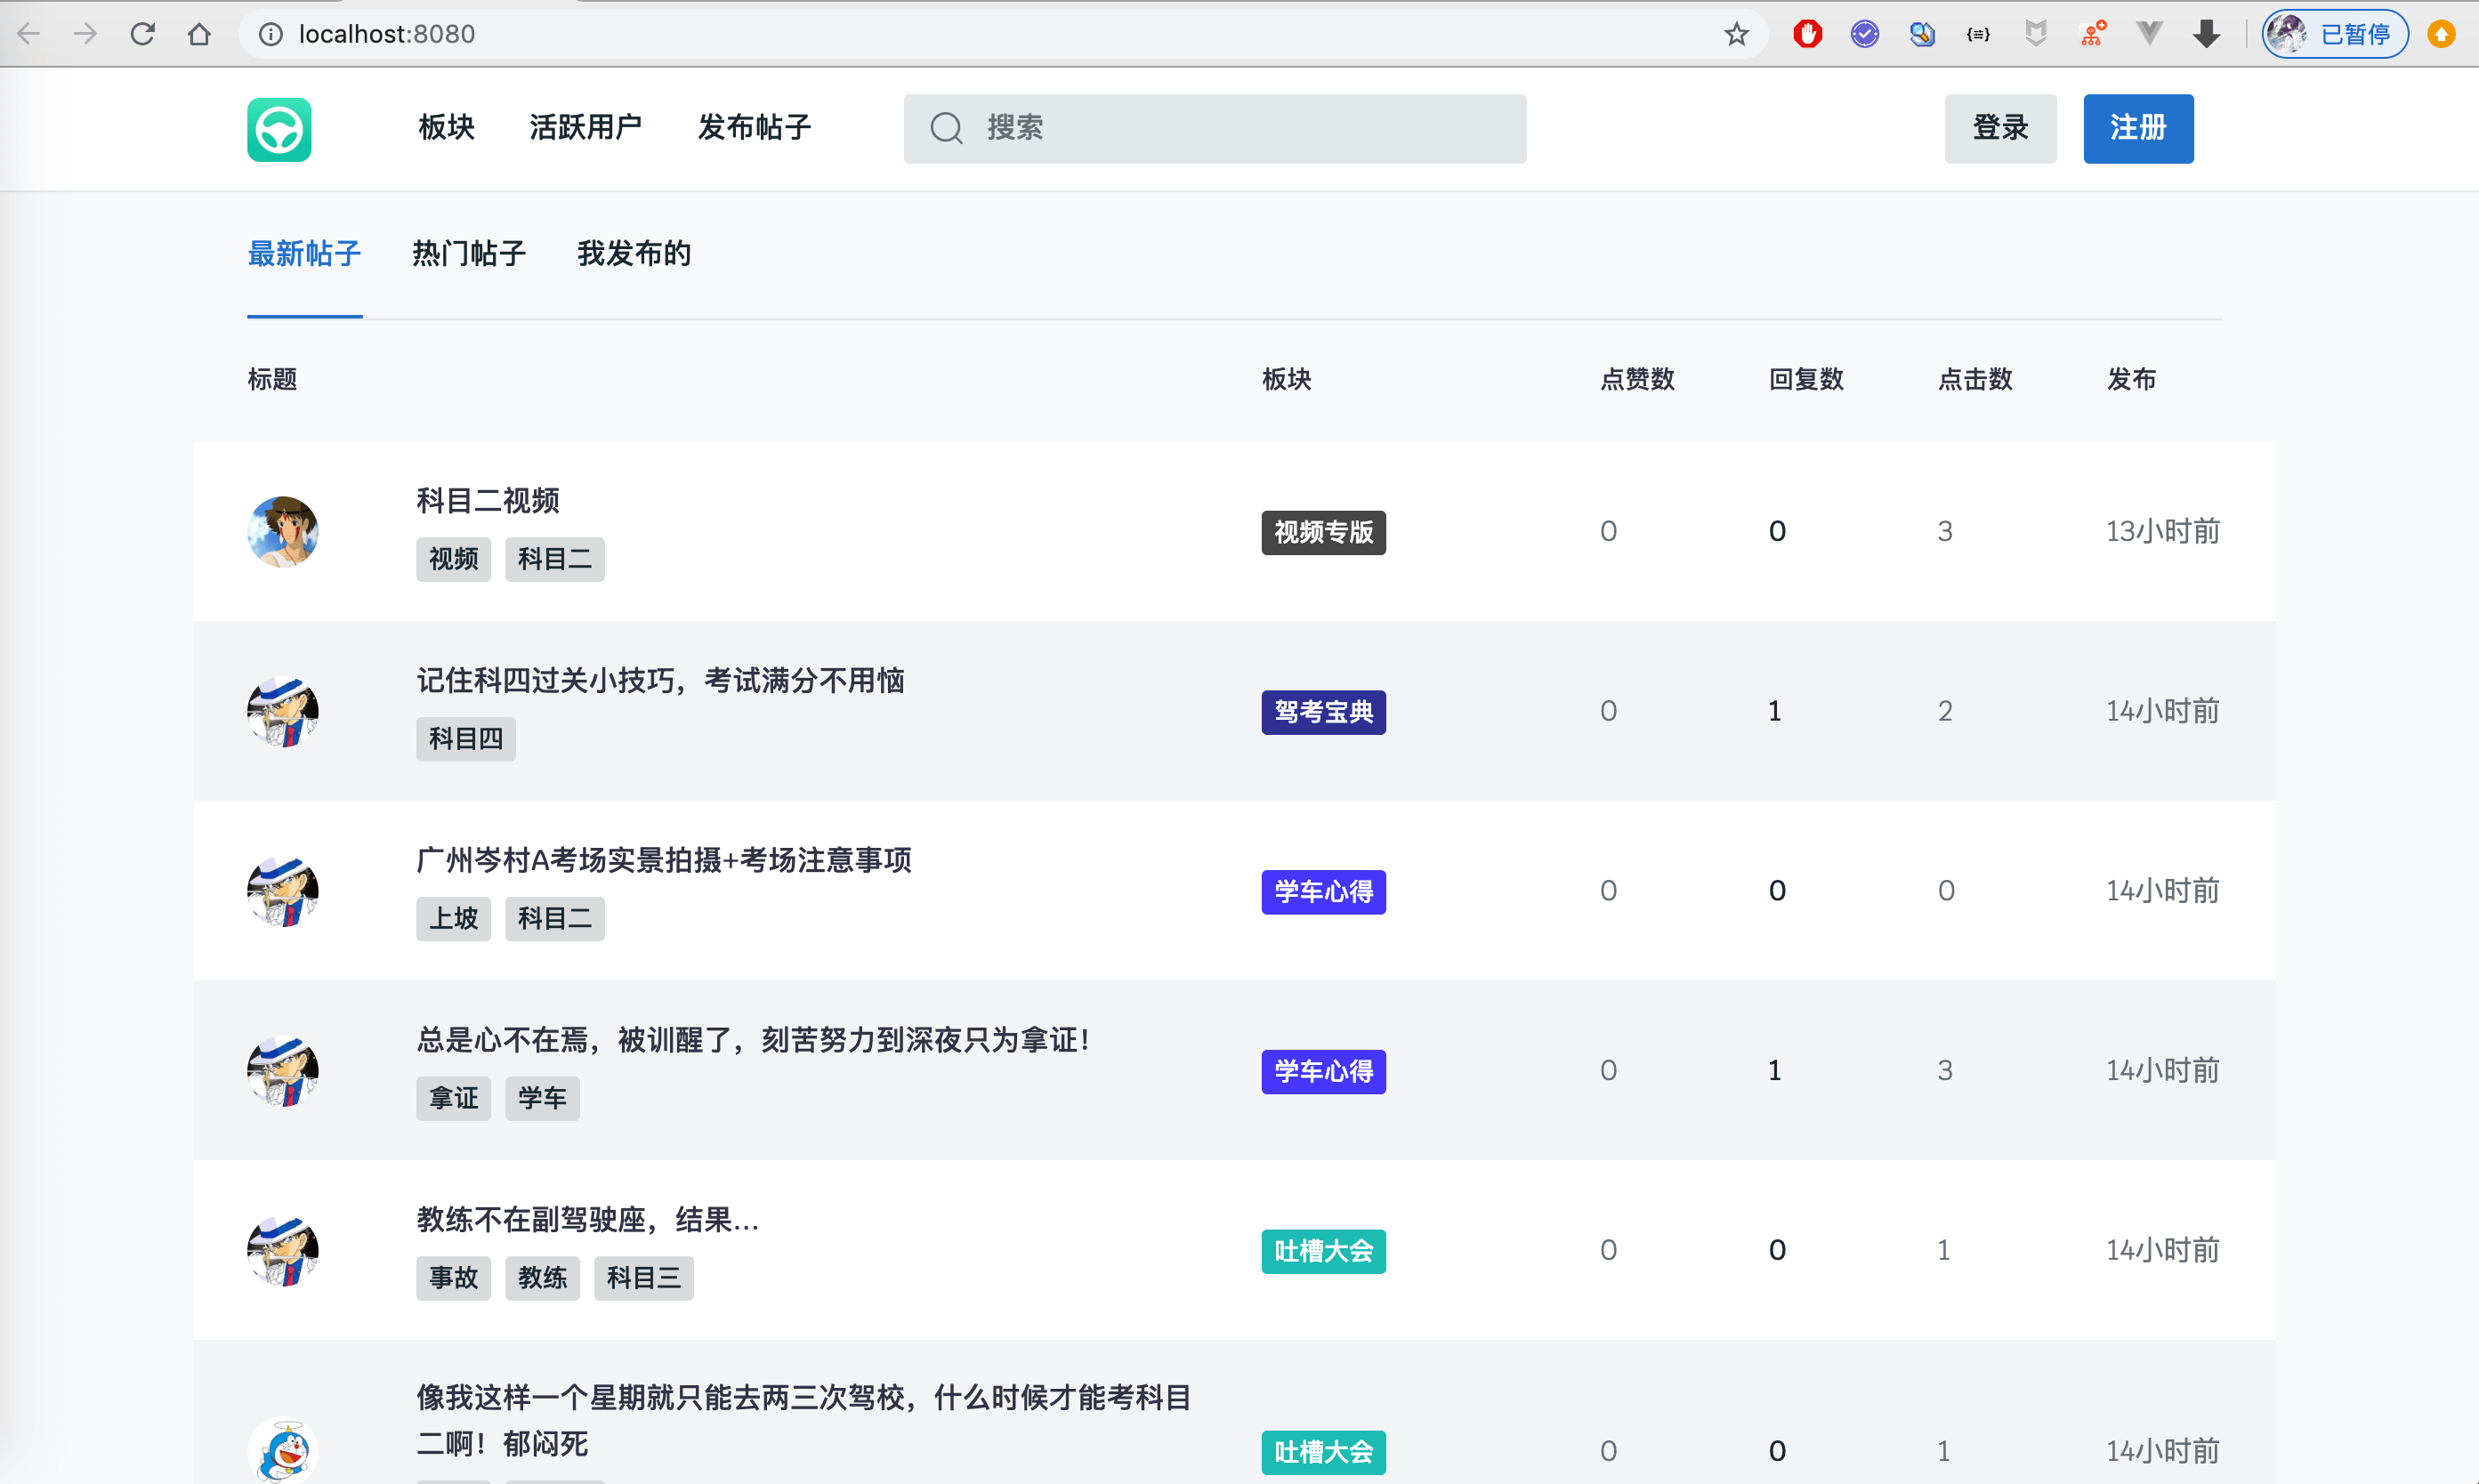 localhost:8080
已暂停
板块 活跃用户 发布帖子 搜索 登录 注册
最新帖子 热门帖子 我发布的
标题 板块 点赞数 回复数 点击数 发布
科目二视频
视频 科目二
视频专版 0 0 3 13小时前
记住科四过关小技巧，考试满分不用恼
科目四
驾考宝典 0 1 2 14小时前
广州岑村A考场实景拍摄+考场注意事项
上坡 科目二
学车心得 0 0 0 14小时前
总是心不在焉，被训醒了，刻苦努力到深夜只为拿证！
拿证 学车
学车心得 0 1 3 14小时前
教练不在副驾驶座，结果...
事故 教练 科目三
吐槽大会 0 0 1 14小时前
像我这样一个星期就只能去两三次驾校，什么时候才能考科目
二啊！郁闷死
吐槽大会 0 0 1 14小时前